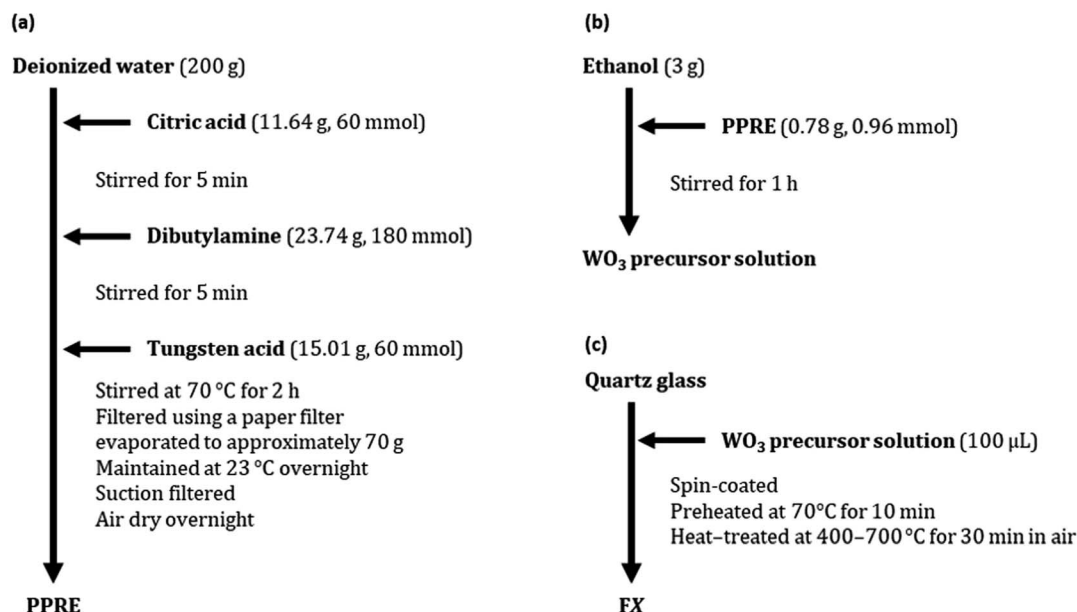 (a)
Deionized water (200 g)
Citric acid (11.64 g, 60 mmol)
Stirred for 5 min
Dibutylamine (23.74 g, 180 mmol)
Stirred for 5 min
Tungsten acid (15.01 g, 60 mmol)
Stirred at 70 °C for 2 h
Filtered using a paper filter
evaporated to approximately 70 g
Maintained at 23 °C overnight
Suction filtered
Air dry overnight
PPRE
(b)
Ethanol (3 g)
PPRE (0.78 g, 0.96 mmol)
Stirred for 1 h
WO₃ precursor solution
(c)
Quartz glass
WO₃ precursor solution (100 µL)
Spin-coated
Preheated at 70°C for 10 min
Heat–treated at 400–700 °C for 30 min in air
FX